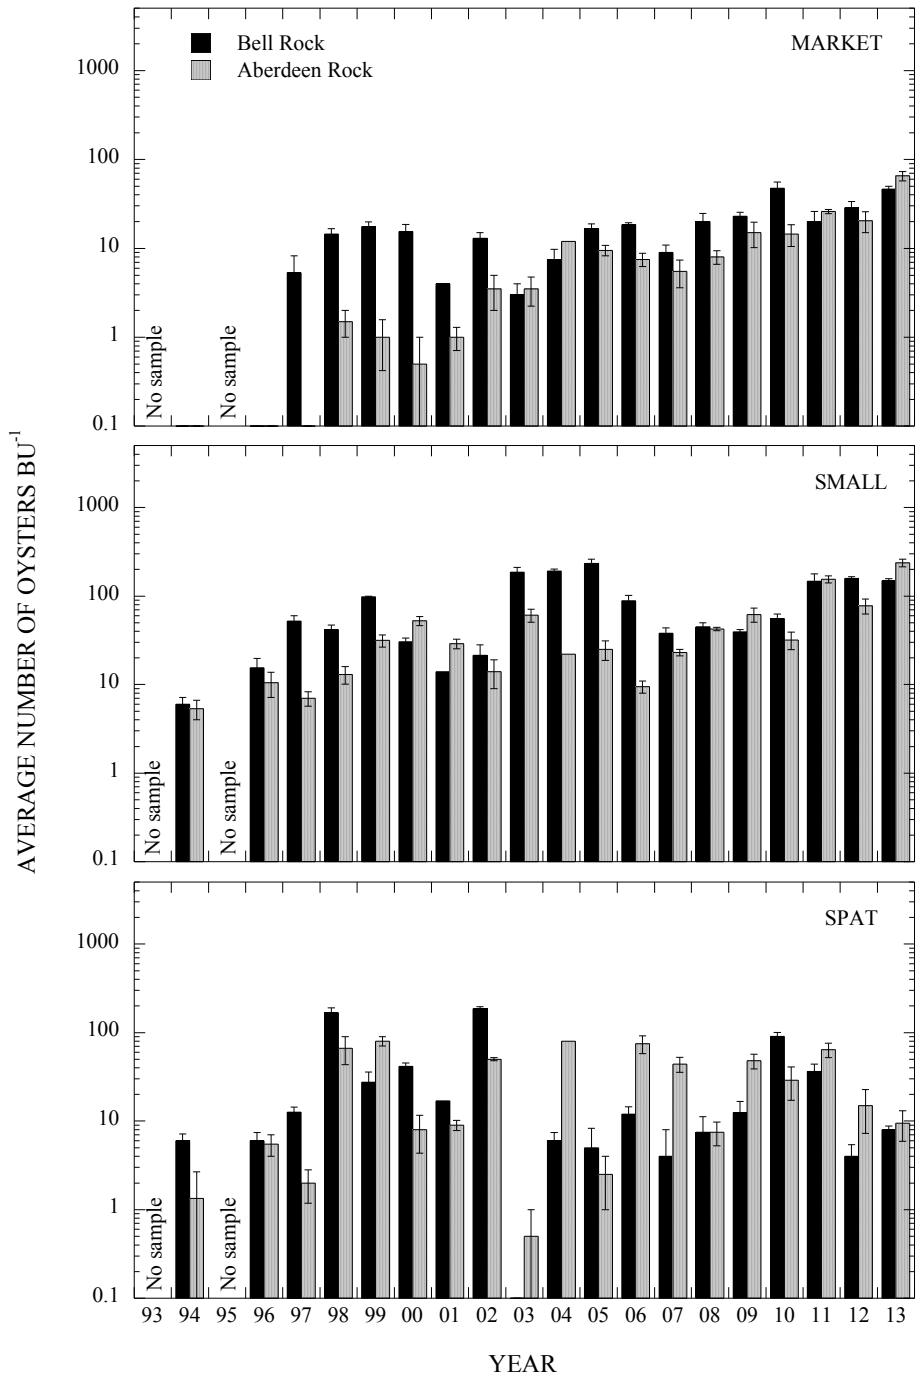 Bell Rock
Aberdeen Rock
MARKET
1000
100
10
1
0.1
No sample
No sample
AVERAGE NUMBER OF OYSTERS BU⁻¹
SMALL
1000
100
10
1
0.1
No sample
No sample
SPAT
1000
100
10
1
0.1
No sample
No sample
93 94 95 96 97 98 99 00 01 02 03 04 05 06 07 08 09 10 11 12 13
YEAR